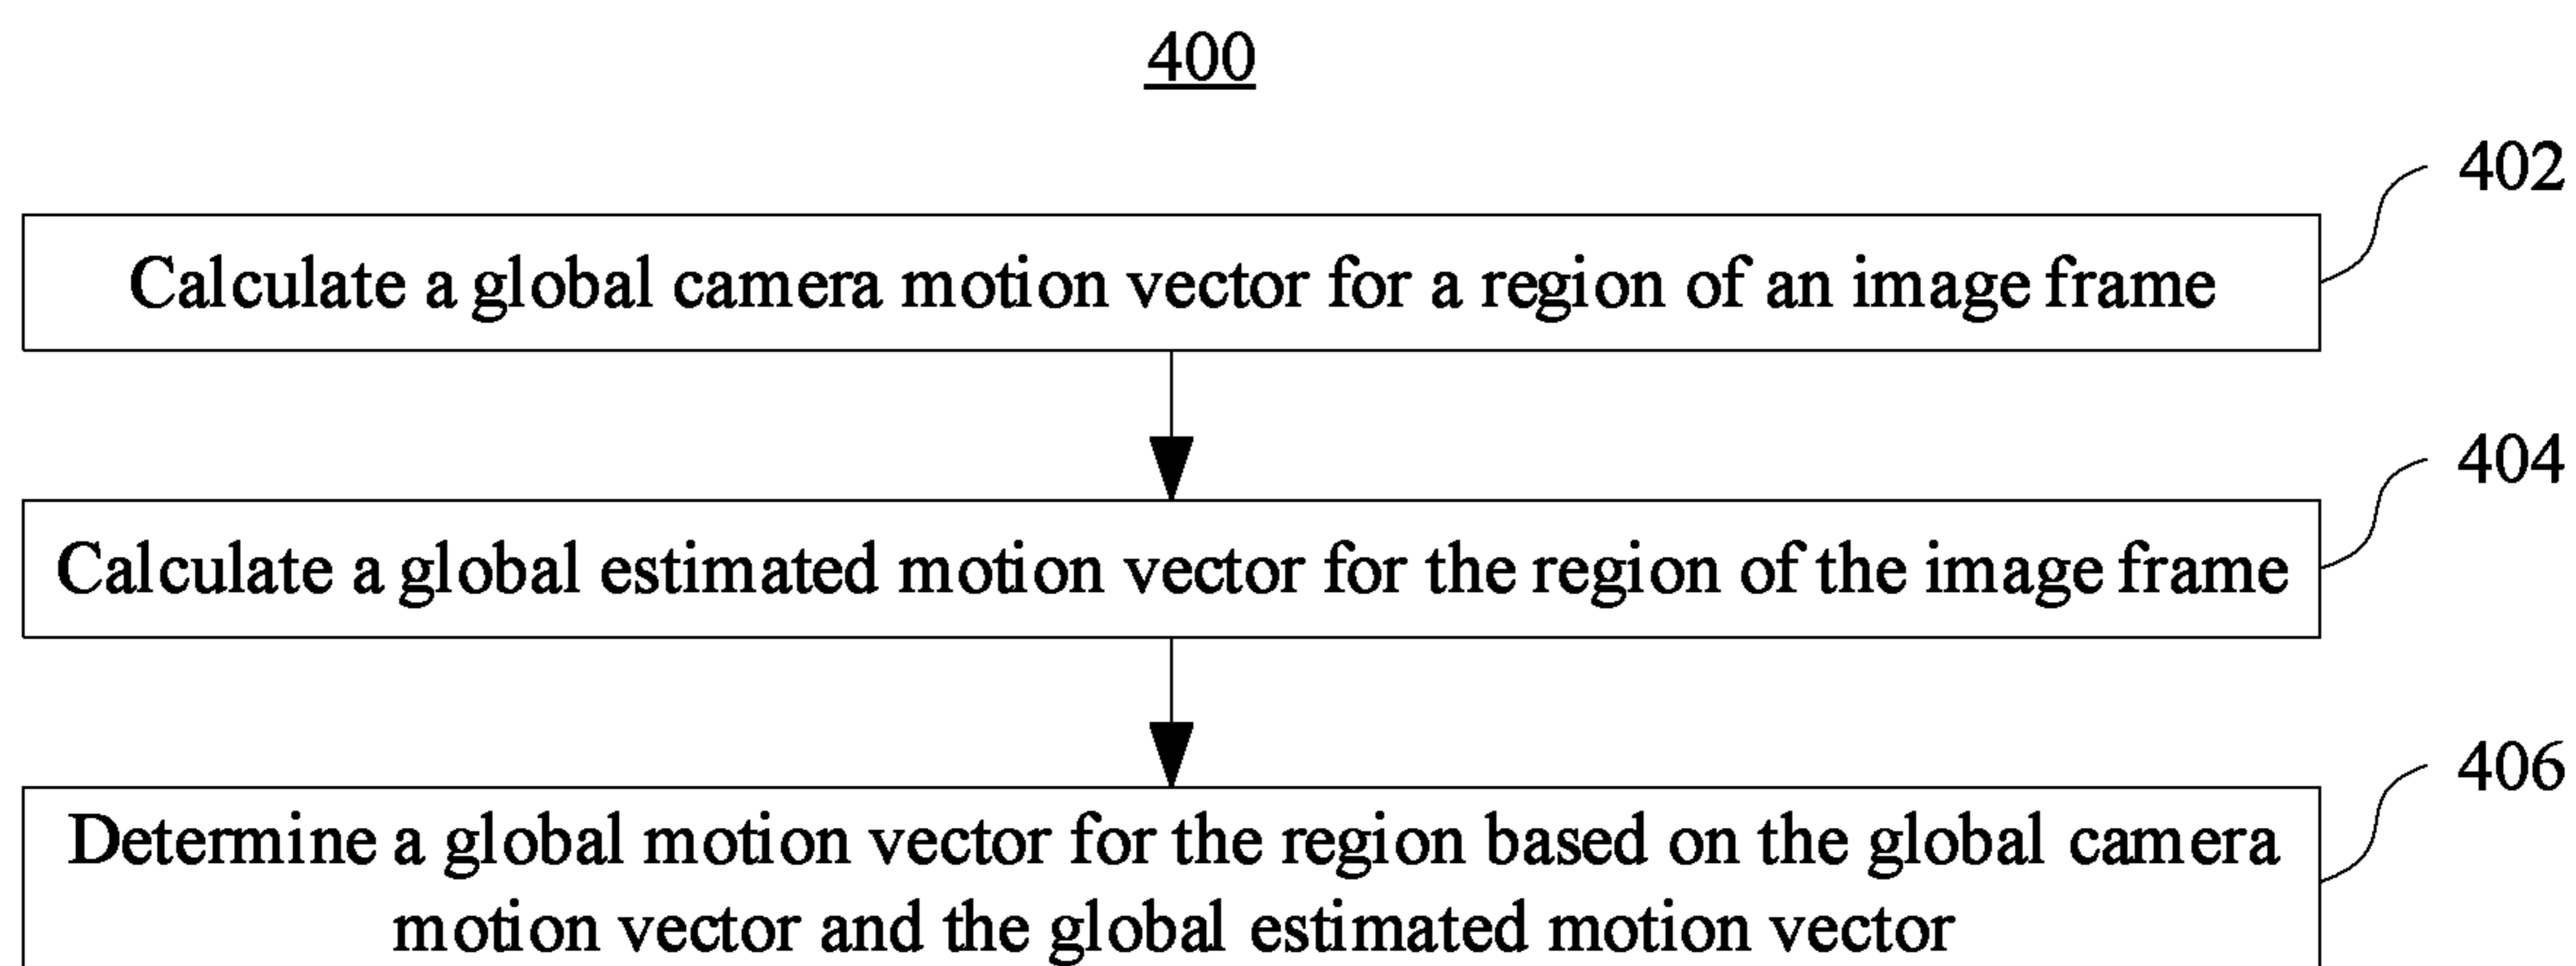 400
402
Calculate a global camera motion vector for a region of an image frame
404
Calculate a global estimated motion vector for the region of the image frame
406
Determine a global motion vector for the region based on the global camera
motion vector and the global estimated motion vector